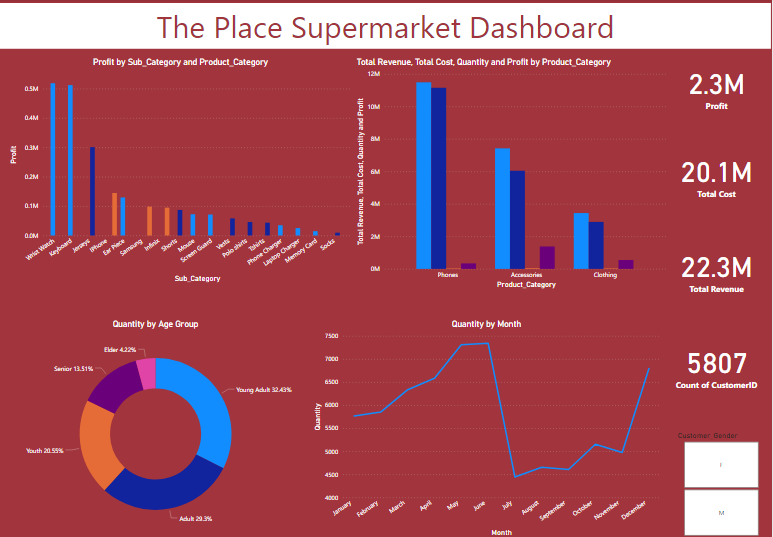 The Place Supermarket Dashboard
Profit by Sub_Category and Product_Category
0.5M
0.4M
0.3M
0.2M
0.1M
0.0M
Profit
Wrist Watch
Keyboard
Jerseys
IPhone
Ear Piece
Samsung
Infinix
Shorts
Mouse
Screen Guard
Vests
Polo shirts
Tshirts
Phone Charger
Laptop Charger
Memory Card
Socks
Sub_Category
Total Revenue, Total Cost, Quantity and Profit by Product_Category
12M
10M
8M
6M
4M
2M
0M
Total Revenue, Total Cost, Quantity and Profit
Phones
Accessories
Clothing
Product_Category
2.3M
Profit
20.1M
Total Cost
22.3M
Total Revenue
5807
Count of CustomerID
Quantity by Age Group
Elder 4.22%
Senior 13.51%
Young Adult 32.43%
Youth 20.55%
Adult 29.3%
Quantity by Month
7500
7000
6500
6000
5500
5000
4500
4000
Quantity
January
February
March
April
May
June
July
August
September
October
November
December
Month
Customer Gender
M